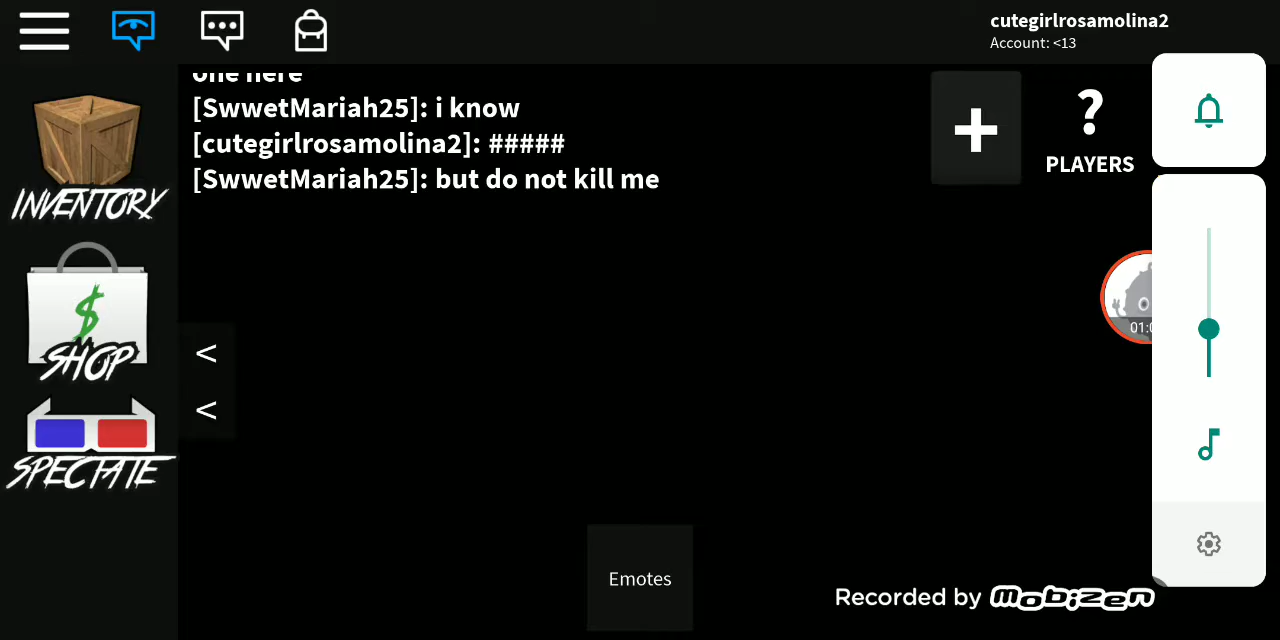 cutegirlrosamolina2
Account: <13
one here
[SwwetMariah25]: i know
[cutegirlrosamolina2]: #####
[SwwetMariah25]: but do not kill me
?
PLAYERS
INVENTORY
$
SHOP
SPECTATE
<
<
Emotes
Recorded by mobizen